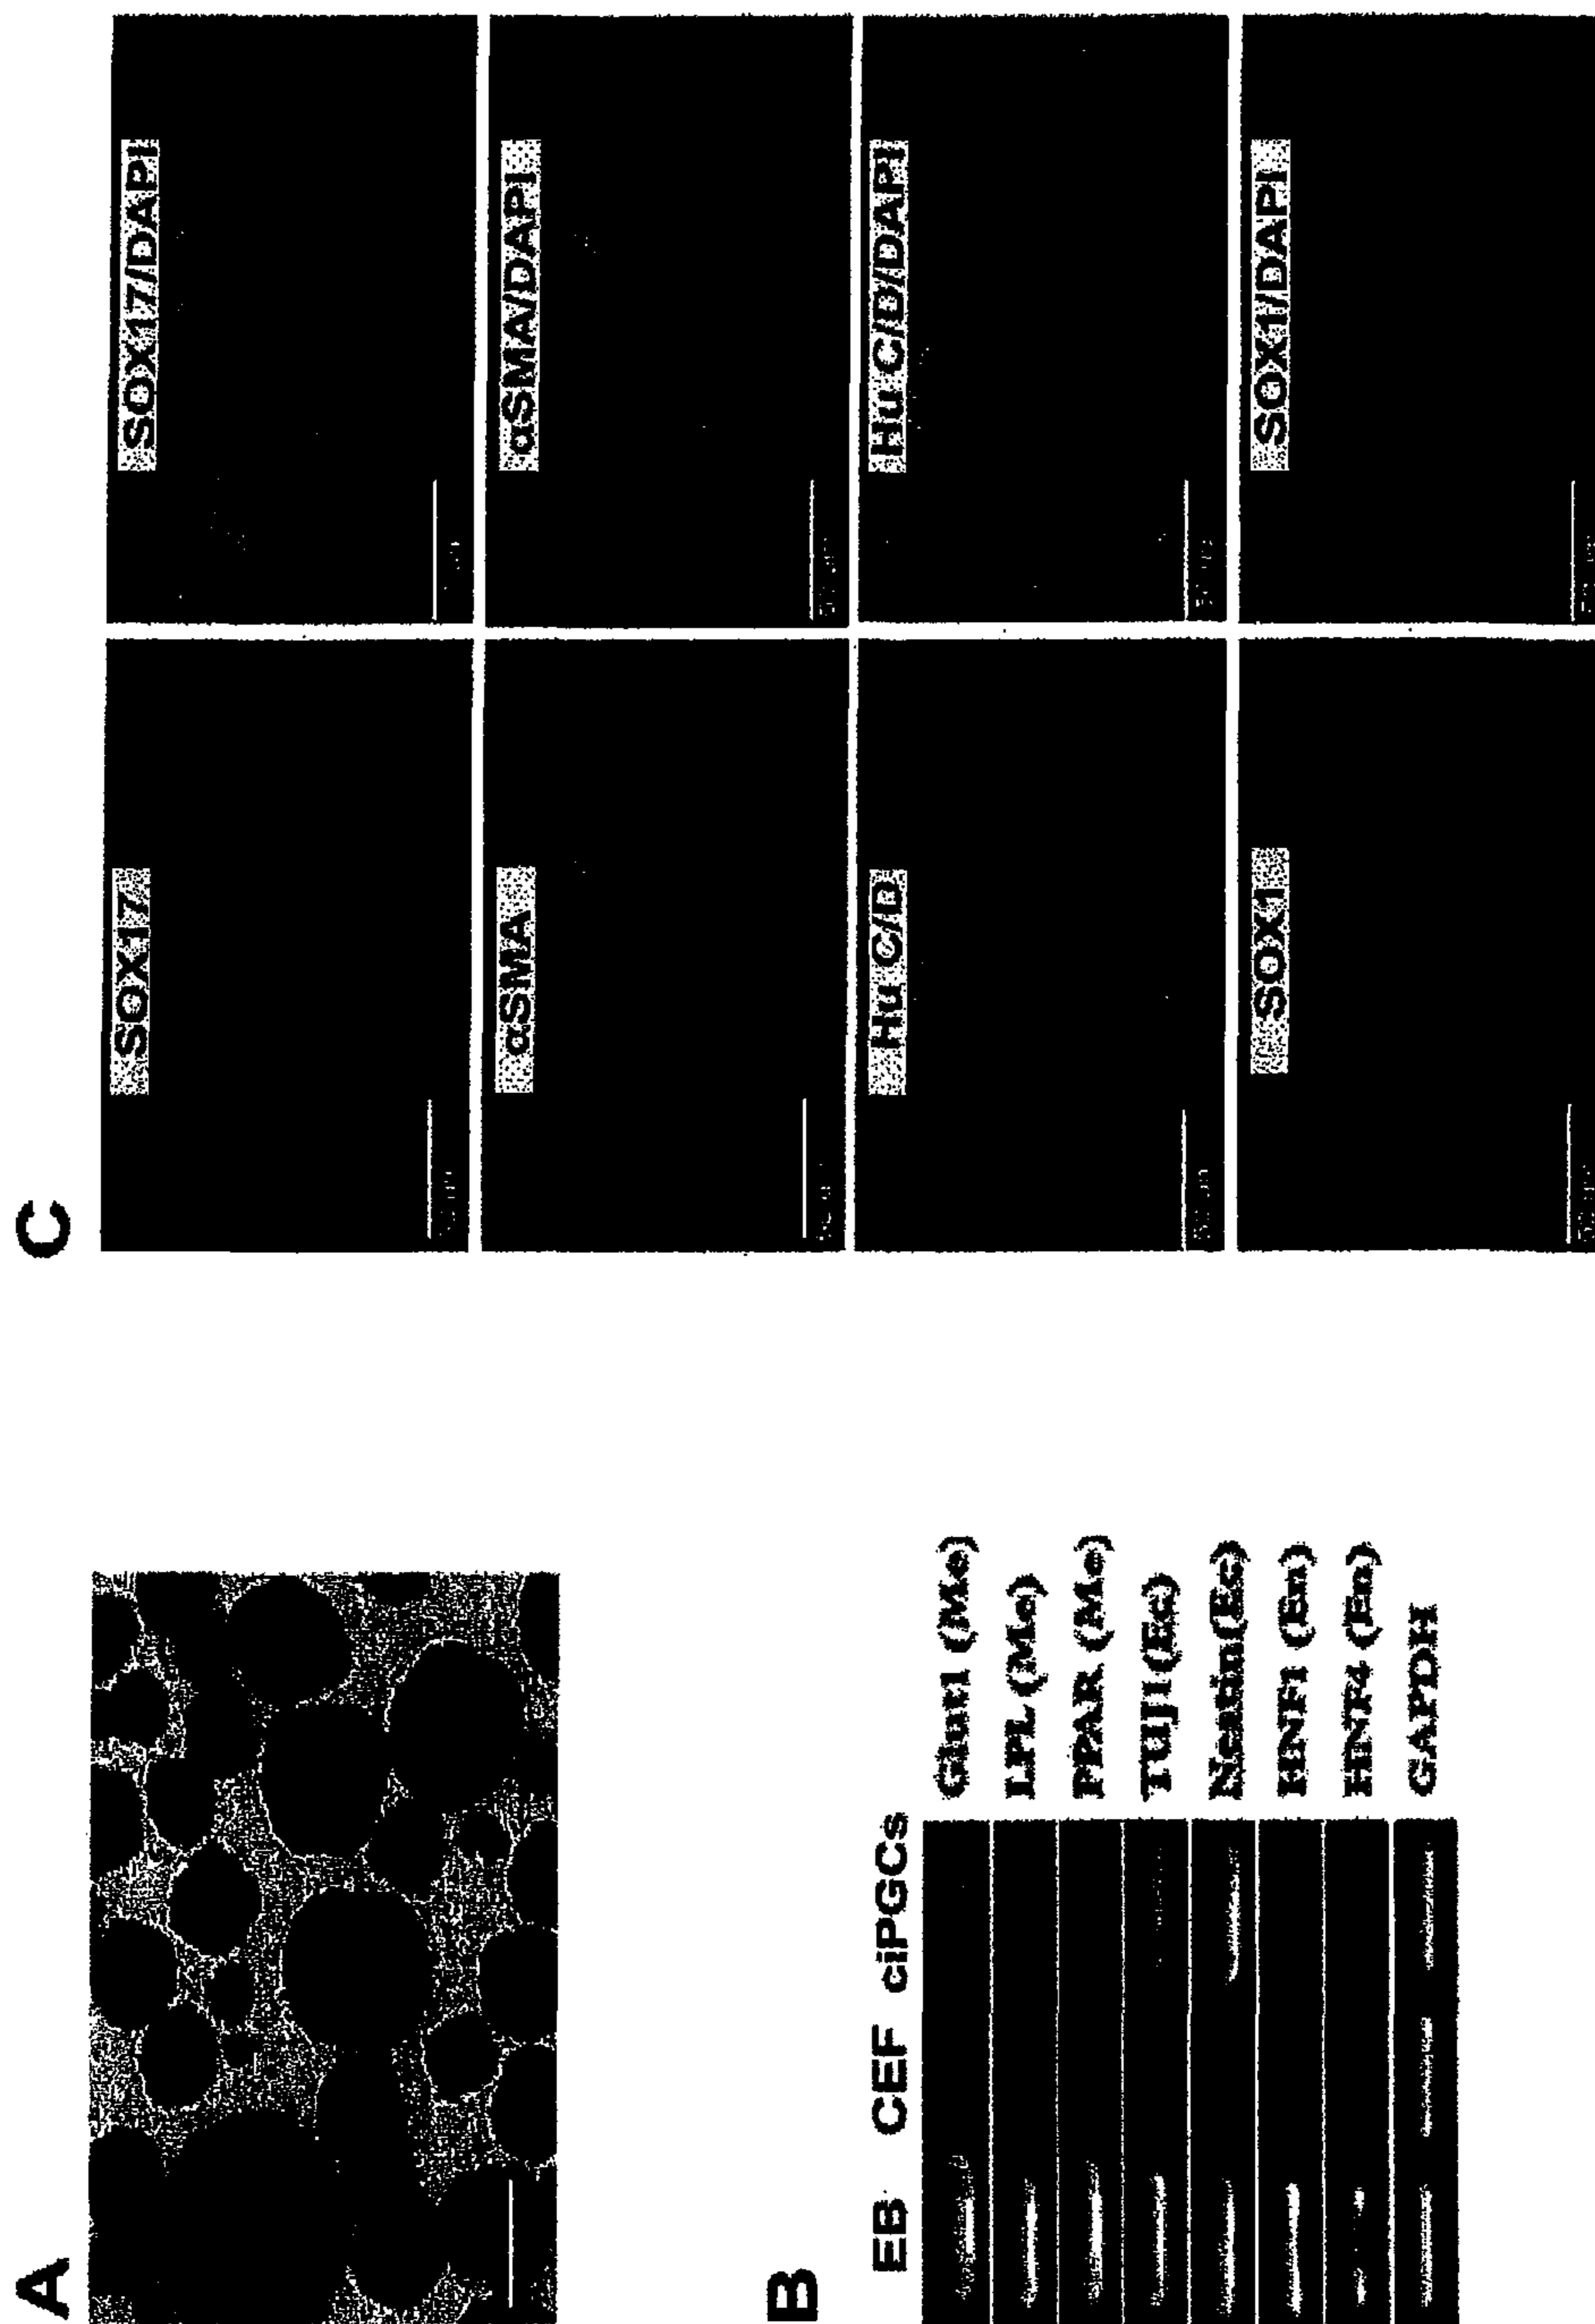 A
B
EB CEF ciPGCs
Glut1 (Me)
LPL (Me)
PPAR (Me)
TUJ1(Ec)
Nestin(Ec)
HNF1 (En)
HNF4 (En)
GAPDH
C
SOX17
SOX17/DAPI
αSMA
αSMA/DAPI
Hu C/D
Hu C/D/DAPI
SOX1
SOX1/DAPI